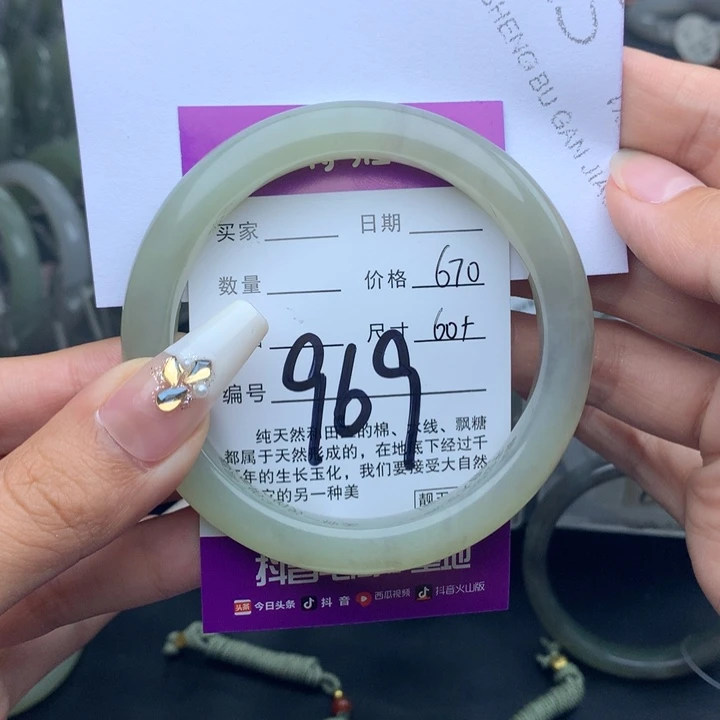 SHENG BU GAN JIA
买家 日期
数量 价格 670
尺寸 60+
编号 969
纯天然和田 的棉、水线、飘糖
都属于天然形成的，在地底下经过千
年的生长玉化，我们要接受大自然
的另一种美
今日头条 抖音 西瓜视频 抖音火山版